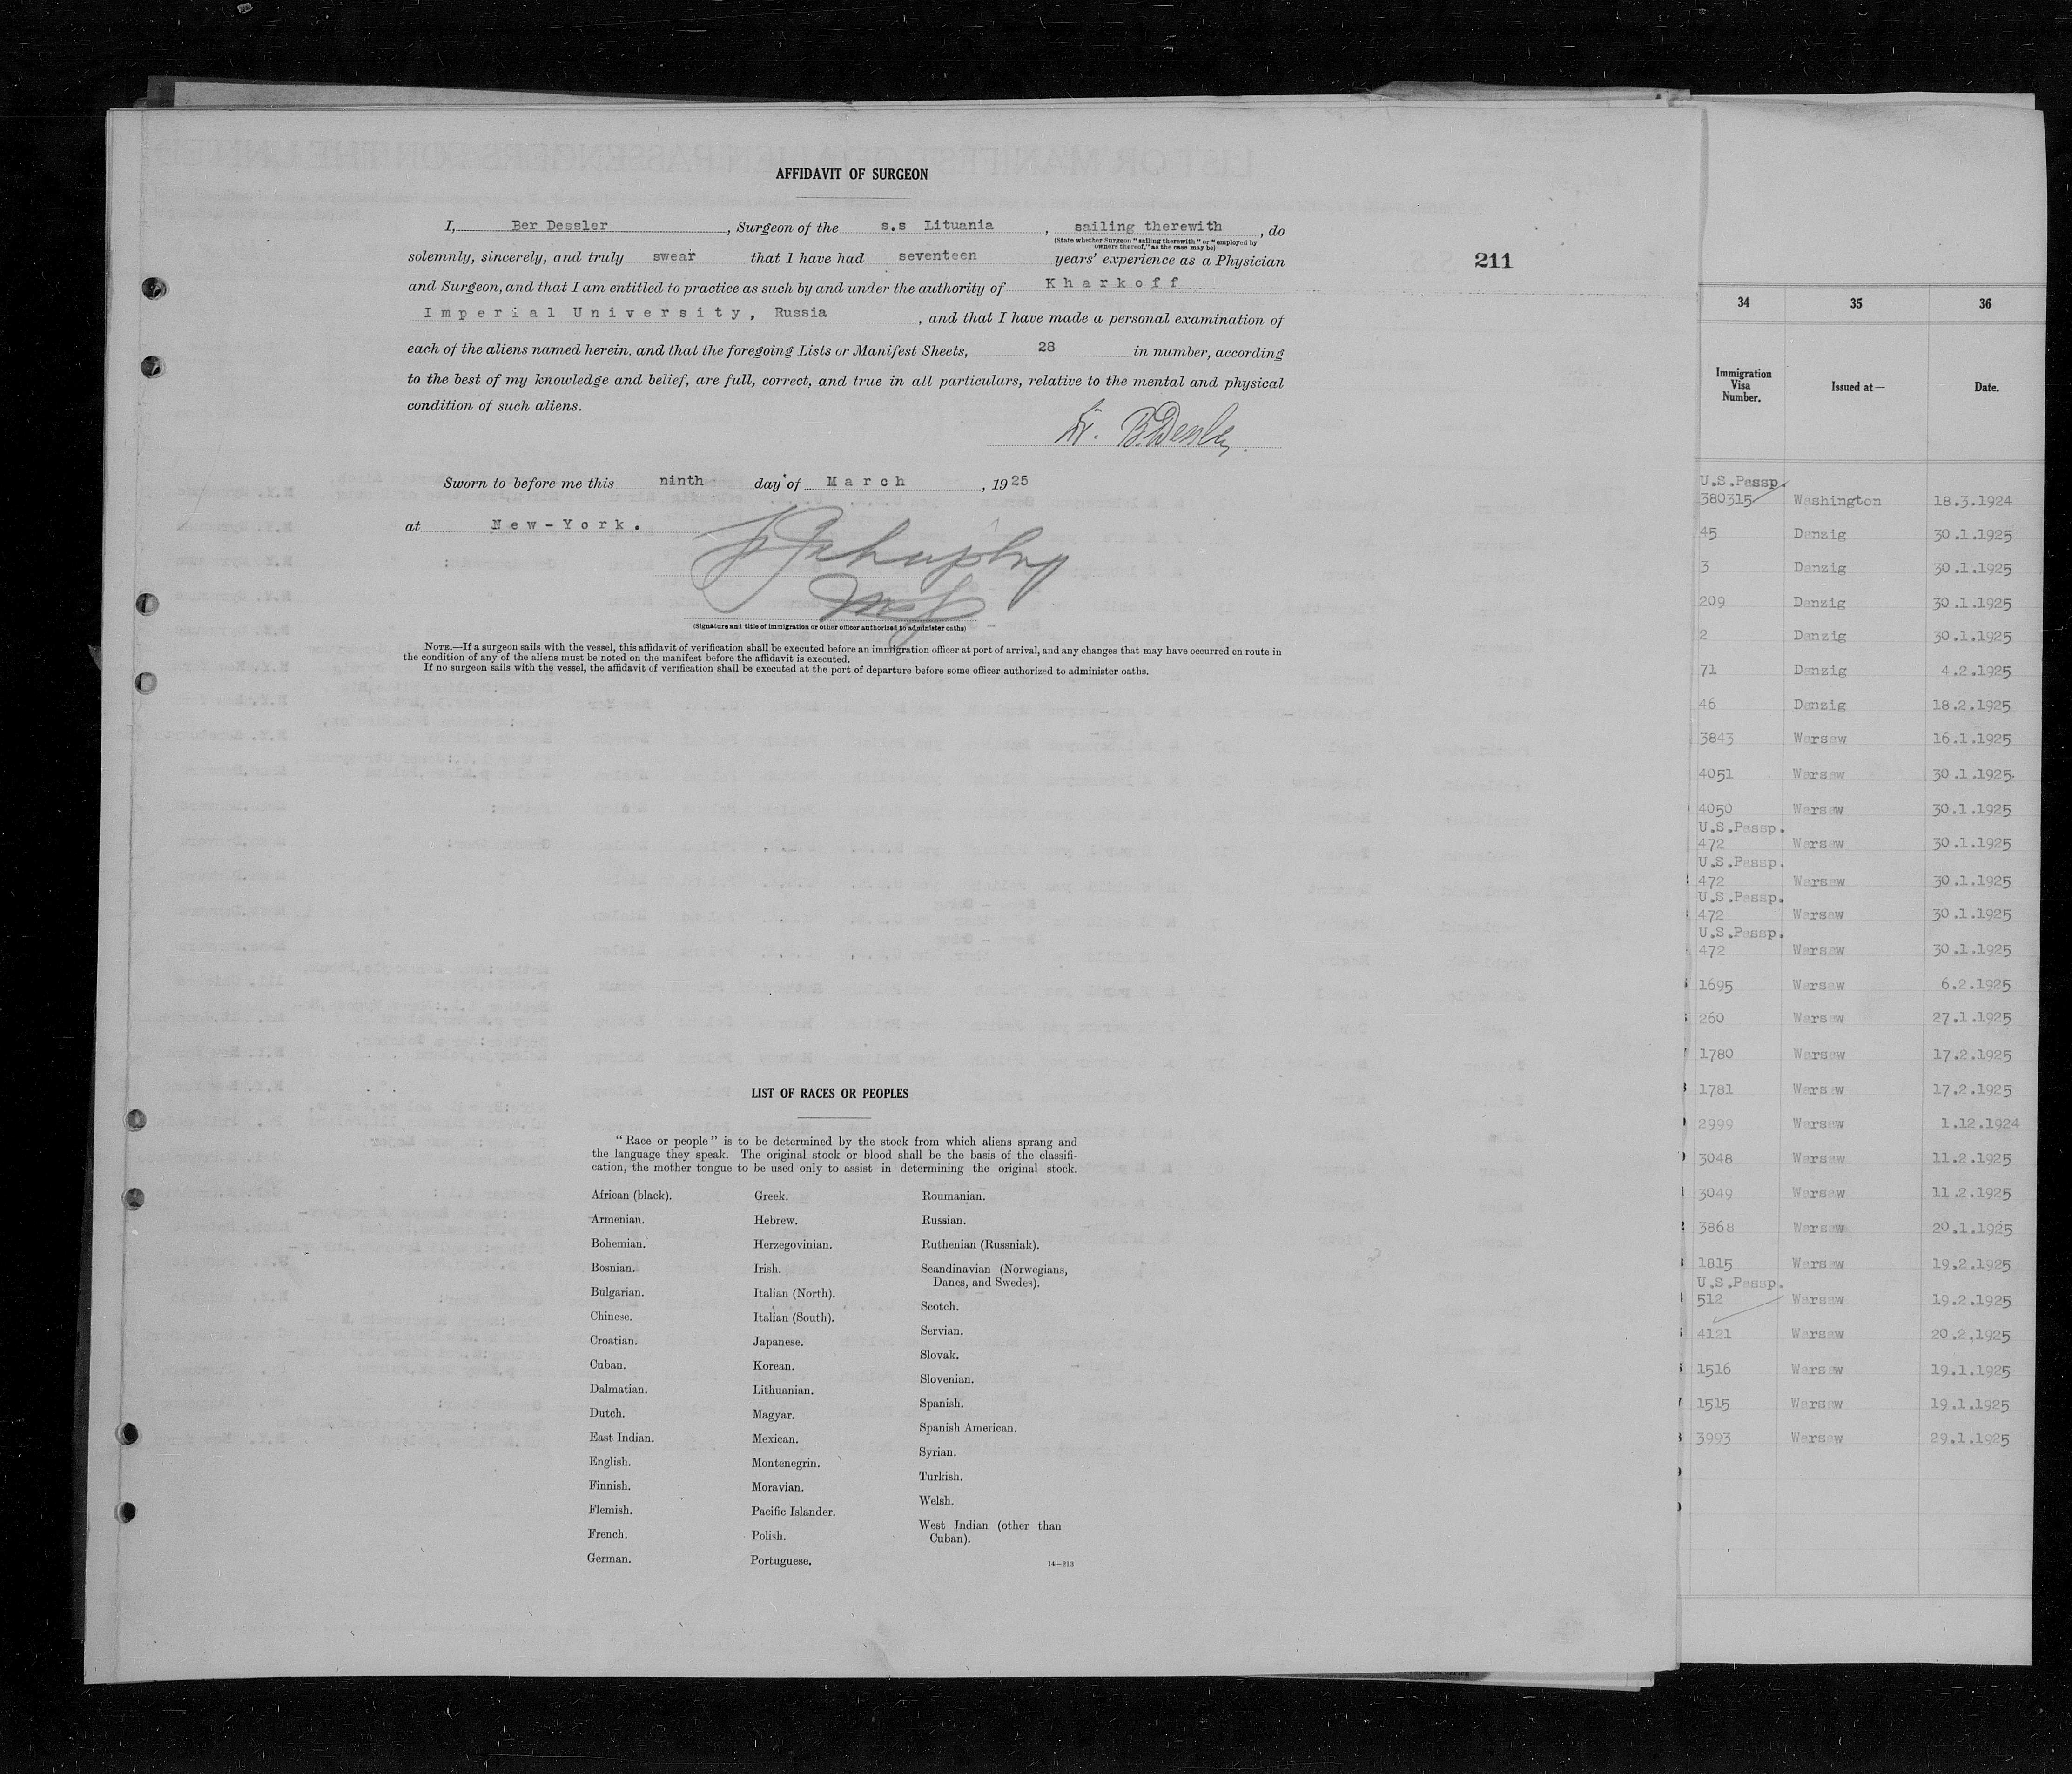 AFFIDAVIT OF SURGEON
I, Ber Dessler, Surgeon of the s.s Lituania, sailing therewith, do
(State whether Surgeon "sailing therewith" or "employed by
owners thereof," as the case may be)
solemnly, sincerely, and truly swear that I have had seventeen years' experience as a Physician
211
and Surgeon, and that I am entitled to practice as such by and under the authority of Kharkoff
Imperial University, Russia, and that I have made a personal examination of
each of the aliens named herein, and that the foregoing Lists or Manifest Sheets, 28 in number, according
to the best of my knowledge and belief, are full, correct, and true in all particulars, relative to the mental and physical
condition of such aliens.
Dr. B. Dessler.
Sworn to before me this ninth day of March, 1925
at New-York.
(Signature and title of immigration or other officer authorized to administer oaths)
NOTE.—If a surgeon sails with the vessel, this affidavit of verification shall be executed before an immigration officer at port of arrival, and any changes that may have occurred en route in
the condition of any of the aliens must be noted on the manifest before the affidavit is executed.
If no surgeon sails with the vessel, the affidavit of verification shall be executed at the port of departure before some officer authorized to administer oaths.
LIST OF RACES OR PEOPLES
"Race or people" is to be determined by the stock from which aliens sprang and
the language they speak. The original stock or blood shall be the basis of the classifi-
cation, the mother tongue to be used only to assist in determining the original stock.
African (black).
Armenian.
Bohemian.
Bosnian.
Bulgarian.
Chinese.
Croatian.
Cuban.
Dalmatian.
Dutch.
East Indian.
English.
Finnish.
Flemish.
French.
German.
Greek.
Hebrew.
Herzegovinian.
Irish.
Italian (North).
Italian (South).
Japanese.
Korean.
Lithuanian.
Magyar.
Mexican.
Montenegrin.
Moravian.
Pacific Islander.
Polish.
Portuguese.
Roumanian.
Russian.
Ruthenian (Russniak).
Scandinavian (Norwegians,
Danes, and Swedes).
Scotch.
Servian.
Slovak.
Slovenian.
Spanish.
Spanish American.
Syrian.
Turkish.
Welsh.
West Indian (other than
Cuban).
14—213
34 35 36
Immigration
Visa
Number.
Issued at—
Date.
U.S.Passp.
380315 Washington 18.3.1924
45 Danzig 30.1.1925
3 Danzig 30.1.1925
209 Danzig 30.1.1925
2 Danzig 30.1.1925
71 Danzig 4.2.1925
46 Danzig 18.2.1925
3843 Warsaw 16.1.1925
4051 Warsaw 30.1.1925.
4050 Warsaw 30.1.1925
U.S.Passp.
472 Warsaw 30.1.1925
U.S.Passp.
472 Warsaw 30.1.1925
U.S.Passp.
472 Warsaw 30.1.1925
U.S.Passp.
472 Warsaw 30.1.1925
1695 Warsaw 6.2.1925
260 Warsaw 27.1.1925
1780 Warsaw 17.2.1925
1781 Warsaw 17.2.1925
2999 Warsaw 1.12.1924
3048 Warsaw 11.2.1925
3049 Warsaw 11.2.1925
3868 Warsaw 20.1.1925
1815 Warsaw 19.2.1925
U.S.Passp.
512 Warsaw 19.2.1925
4121 Warsaw 20.2.1925
1516 Warsaw 19.1.1925
1515 Warsaw 19.1.1925
3993 Warsaw 29.1.1925